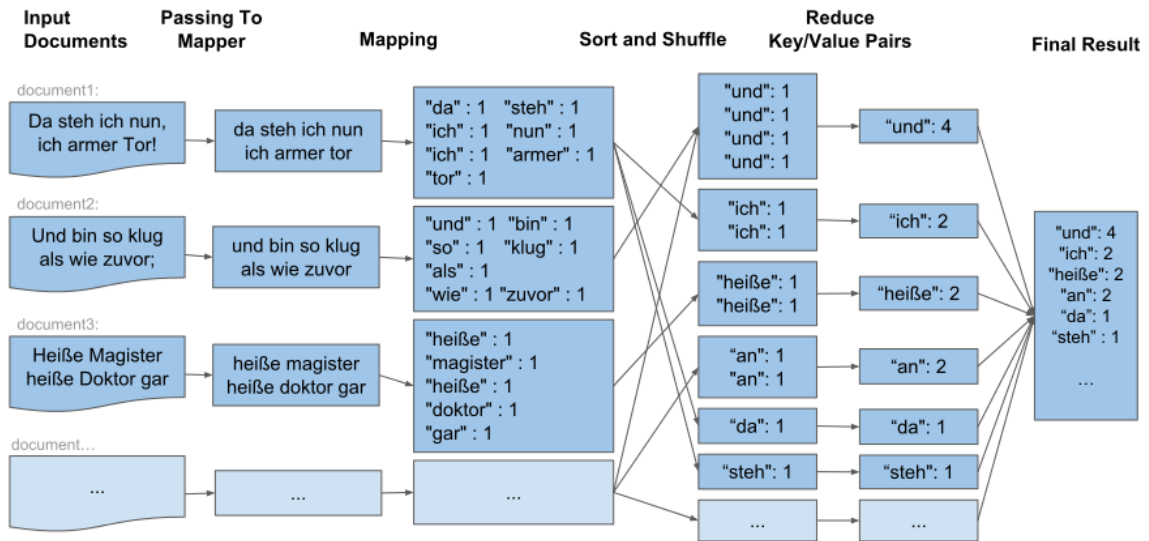 Input
Documents
Passing To
Mapper
Mapping
Sort and Shuffle
Reduce
Key/Value Pairs
Final Result
document1:
Da steh ich nun,
ich armer Tor!
da steh ich nun
ich armer tor
"da" : 1 "steh" : 1
"ich" : 1 "nun" : 1
"ich" : 1 "armer" : 1
"tor" : 1
document2:
Und bin so klug
als wie zuvor;
und bin so klug
als wie zuvor
"und" : 1 "bin" : 1
"so" : 1 "klug" : 1
"als" : 1
"wie" : 1 "zuvor" : 1
document3:
Heiße Magister
heiße Doktor gar
heiße magister
heiße doktor gar
"heiße" : 1
"magister" : 1
"heiße" : 1
"doktor" : 1
"gar" : 1
document...
...
...
...
"und": 1
"und": 1
"und": 1
"und": 1
“und": 4
"ich": 1
"ich": 1
“ich": 2
"heiße": 1
"heiße": 1
“heiße": 2
"an": 1
"an": 1
“an": 2
“da": 1
“da": 1
“steh": 1
“steh": 1
...
...
"und": 4
"ich": 2
"heiße": 2
"an": 2
“da": 1
“steh” : 1
...